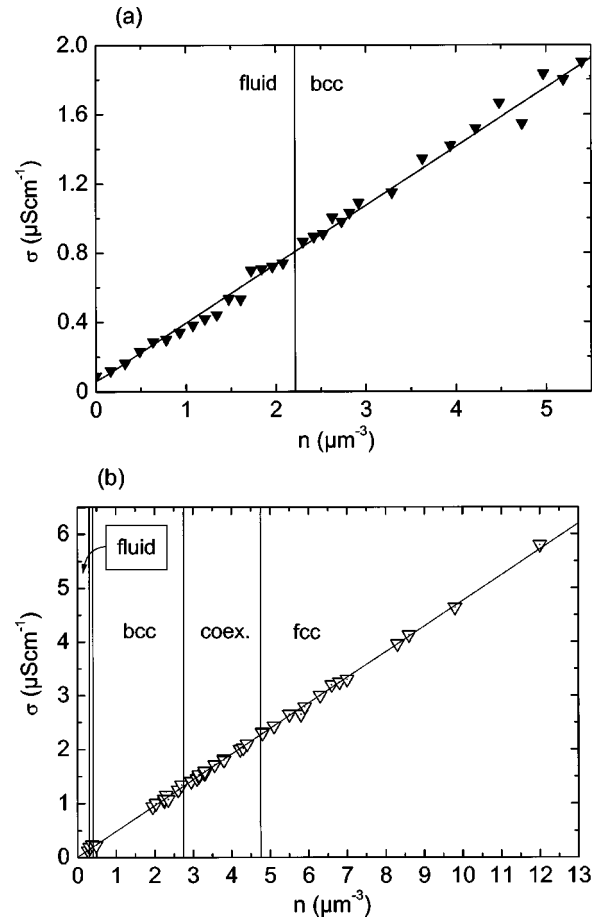 (a)
2.0
1.6
1.2
0.8
0.4
0
σ (μScm⁻¹)
fluid
bcc
0 1 2 3 4 5
n (μm⁻³)
(b)
6
5
4
3
2
1
0
σ (μScm⁻¹)
fluid
bcc
coex.
fcc
0 1 2 3 4 5 6 7 8 9 10 11 12 13
n (μm⁻³)